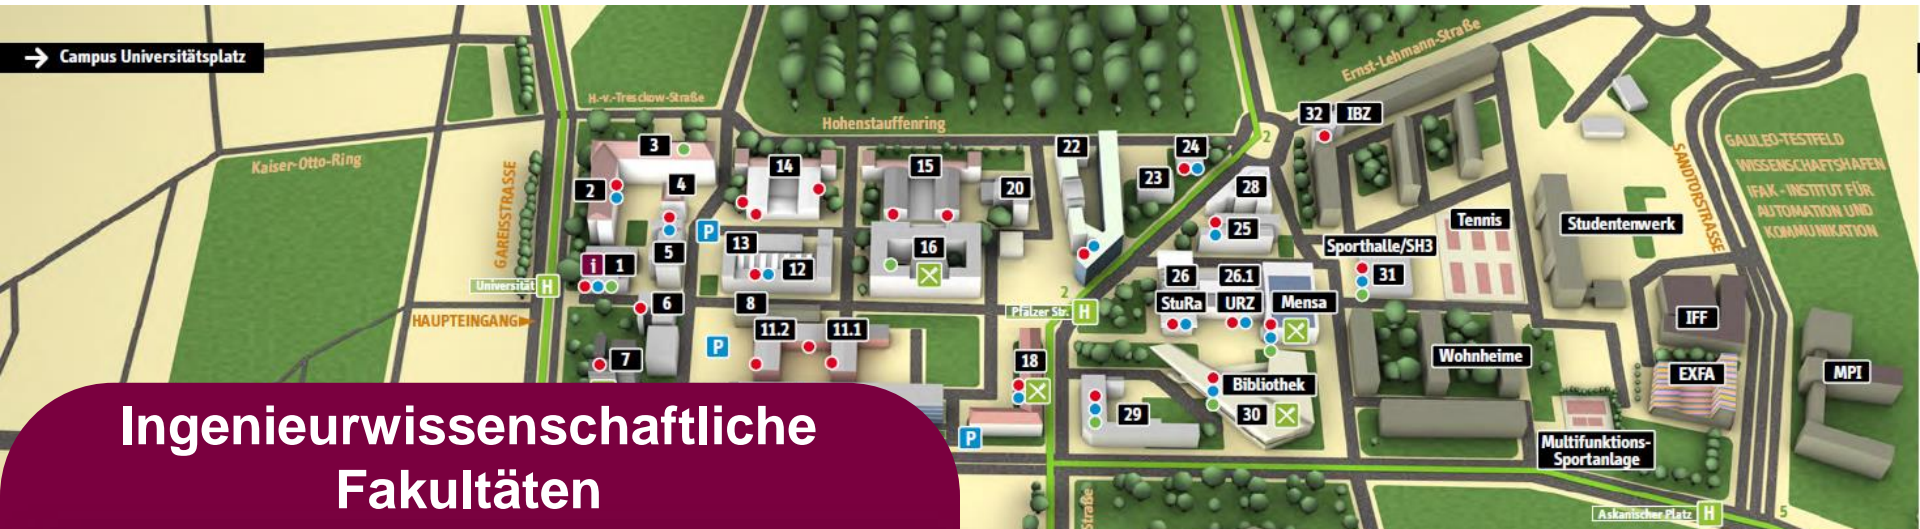 → Campus Universitätsplatz
Kaiser-Otto-Ring
GAREISSTRASSE
H.-v.-Tresckow-Straße
Hohenstauffenring
Ernst-Lehmann-Straße
SANDTORSTRASSE
GALILEO-TESTFELD
WISSENSCHAFTSHAFEN
IFAK - INSTITUT FÜR
AUTOMATION UND
KOMMUNIKATION
2
32 IBZ
3
14
15
22
24
2
4
20
23
28
P
13
12
16
25
Tennis
Studentenwerk
Sporthalle/SH3
31
5
i 1
Universität H
HAUPTEINGANG
6
8
11.2
11.1
P
7
2
Pfälzer Str. H
26
26.1
StuRa
URZ
Mensa
IFF
18
Wohnheime
EXFA
MPI
Bibliothek
30
29
P
Multifunktions-
Sportanlage
Straße
Askanischer Platz H
5
Ingenieurwissenschaftliche
Fakultäten